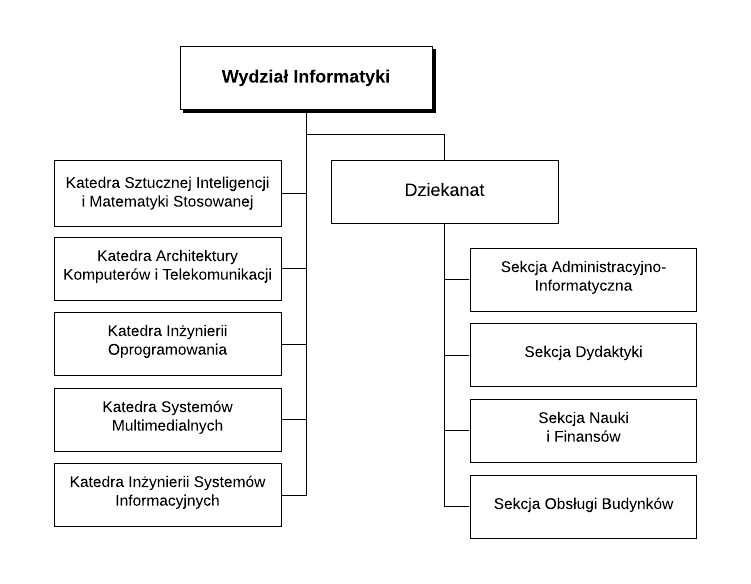 Wydział Informatyki
Katedra Sztucznej Inteligencji
i Matematyki Stosowanej
Katedra Architektury
Komputerów i Telekomunikacji
Katedra Inżynierii
Oprogramowania
Katedra Systemów
Multimedialnych
Katedra Inżynierii Systemów
Informacyjnych
Dziekanat
Sekcja Administracyjno-
Informatyczna
Sekcja Dydaktyki
Sekcja Nauki
i Finansów
Sekcja Obsługi Budynków